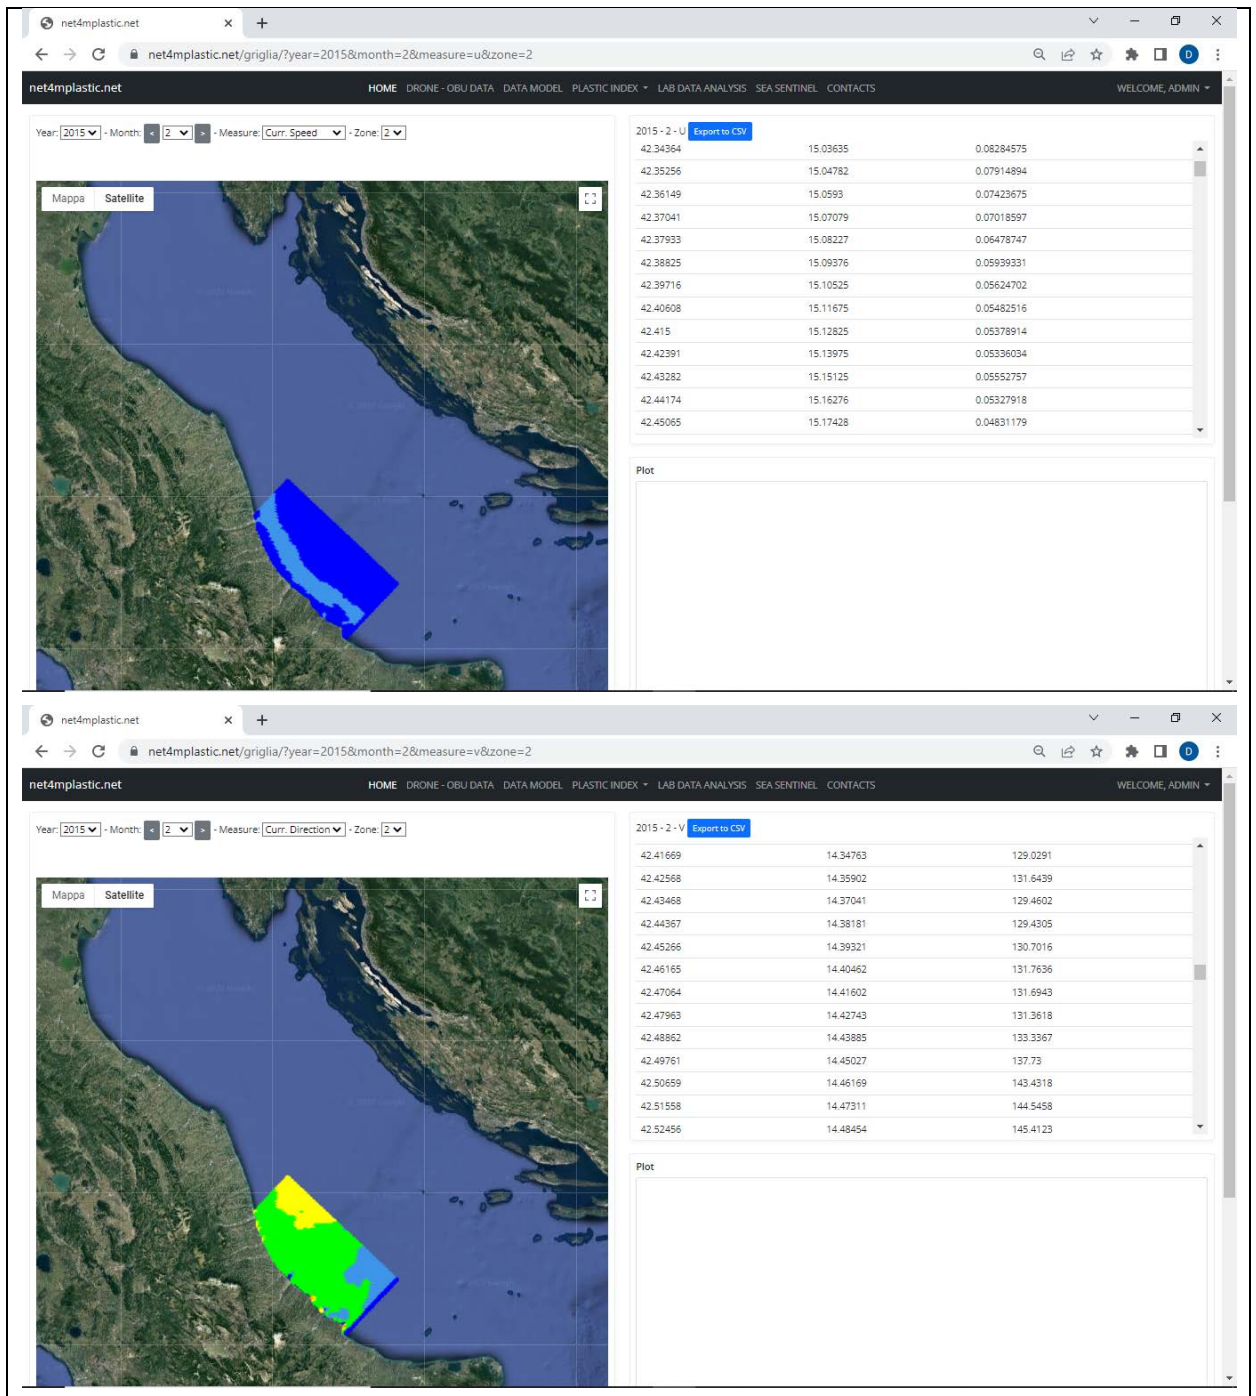 net4mplastic.net
net4mplastic.net/griglia/?year=2015&month=2&measure=u&zone=2
D
net4mplastic.net HOME DRONE - OBU DATA DATA MODEL PLASTIC INDEX LAB DATA ANALYSIS SEA SENTINEL CONTACTS WELCOME, ADMIN
Year: 2015 - Month: < 2 > - Measure: Curr. Speed - Zone: 2
Mappa Satellite
2015 - 2 - U Export to CSV
42.34364 15.03635 0.08284575
42.35256 15.04782 0.07914894
42.36149 15.0593 0.07423675
42.37041 15.07079 0.07018597
42.37933 15.08227 0.06478747
42.38825 15.09376 0.05939331
42.39716 15.10525 0.05624702
42.40608 15.11675 0.05482516
42.415 15.12825 0.05378914
42.42391 15.13975 0.05336034
42.43282 15.15125 0.05552757
42.44174 15.16276 0.05327918
42.45065 15.17428 0.04831179
Plot
net4mplastic.net
net4mplastic.net/griglia/?year=2015&month=2&measure=v&zone=2
D
net4mplastic.net HOME DRONE - OBU DATA DATA MODEL PLASTIC INDEX LAB DATA ANALYSIS SEA SENTINEL CONTACTS WELCOME, ADMIN
Year: 2015 - Month: < 2 > - Measure: Curr. Direction - Zone: 2
Mappa Satellite
2015 - 2 - V Export to CSV
42.41669 14.34763 129.0291
42.42568 14.35902 131.6439
42.43468 14.37041 129.4602
42.44367 14.38181 129.4305
42.45266 14.39321 130.7016
42.46165 14.40462 131.7636
42.47064 14.41602 131.6943
42.47963 14.42743 131.3618
42.48862 14.43885 133.3367
42.49761 14.45027 137.73
42.50659 14.46169 143.4318
42.51558 14.47311 144.5458
42.52456 14.48454 145.4123
Plot